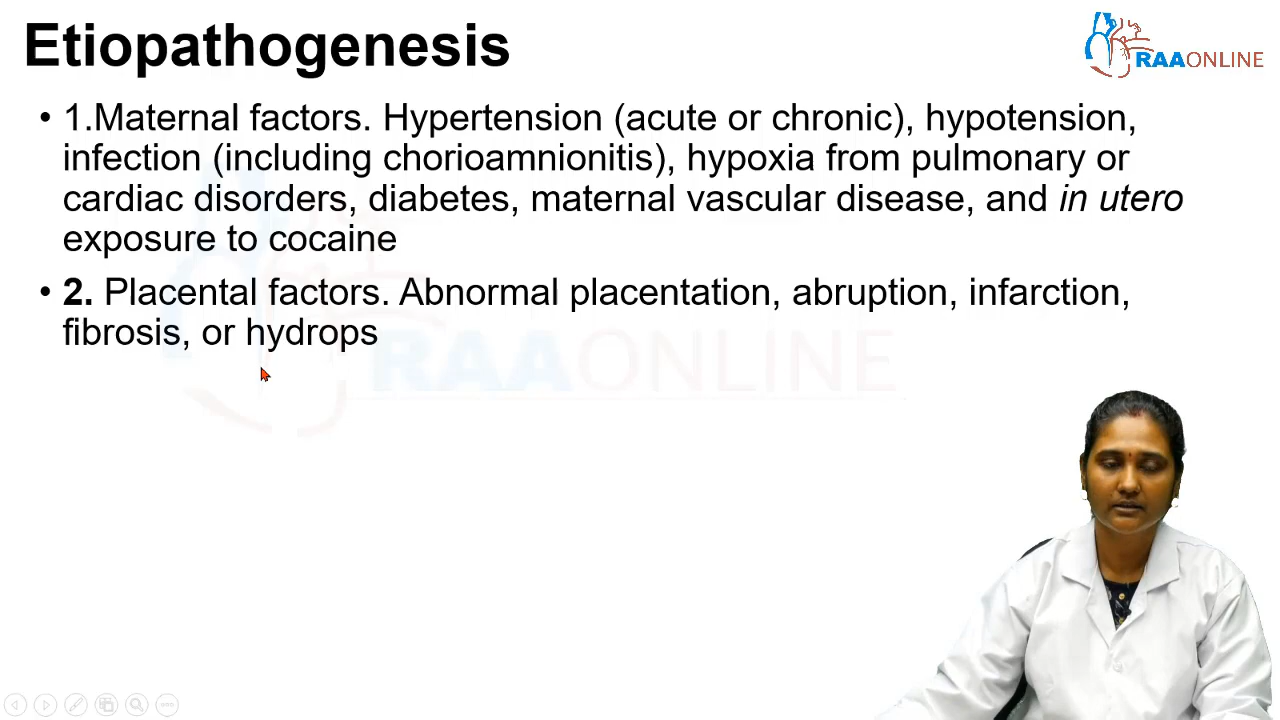 Etiopathogenesis
RAAONLINE
• 1.Maternal factors. Hypertension (acute or chronic), hypotension,
infection (including chorioamnionitis), hypoxia from pulmonary or
cardiac disorders, diabetes, maternal vascular disease, and in utero
exposure to cocaine
• 2. Placental factors. Abnormal placentation, abruption, infarction,
fibrosis, or hydrops
RAAONLINE